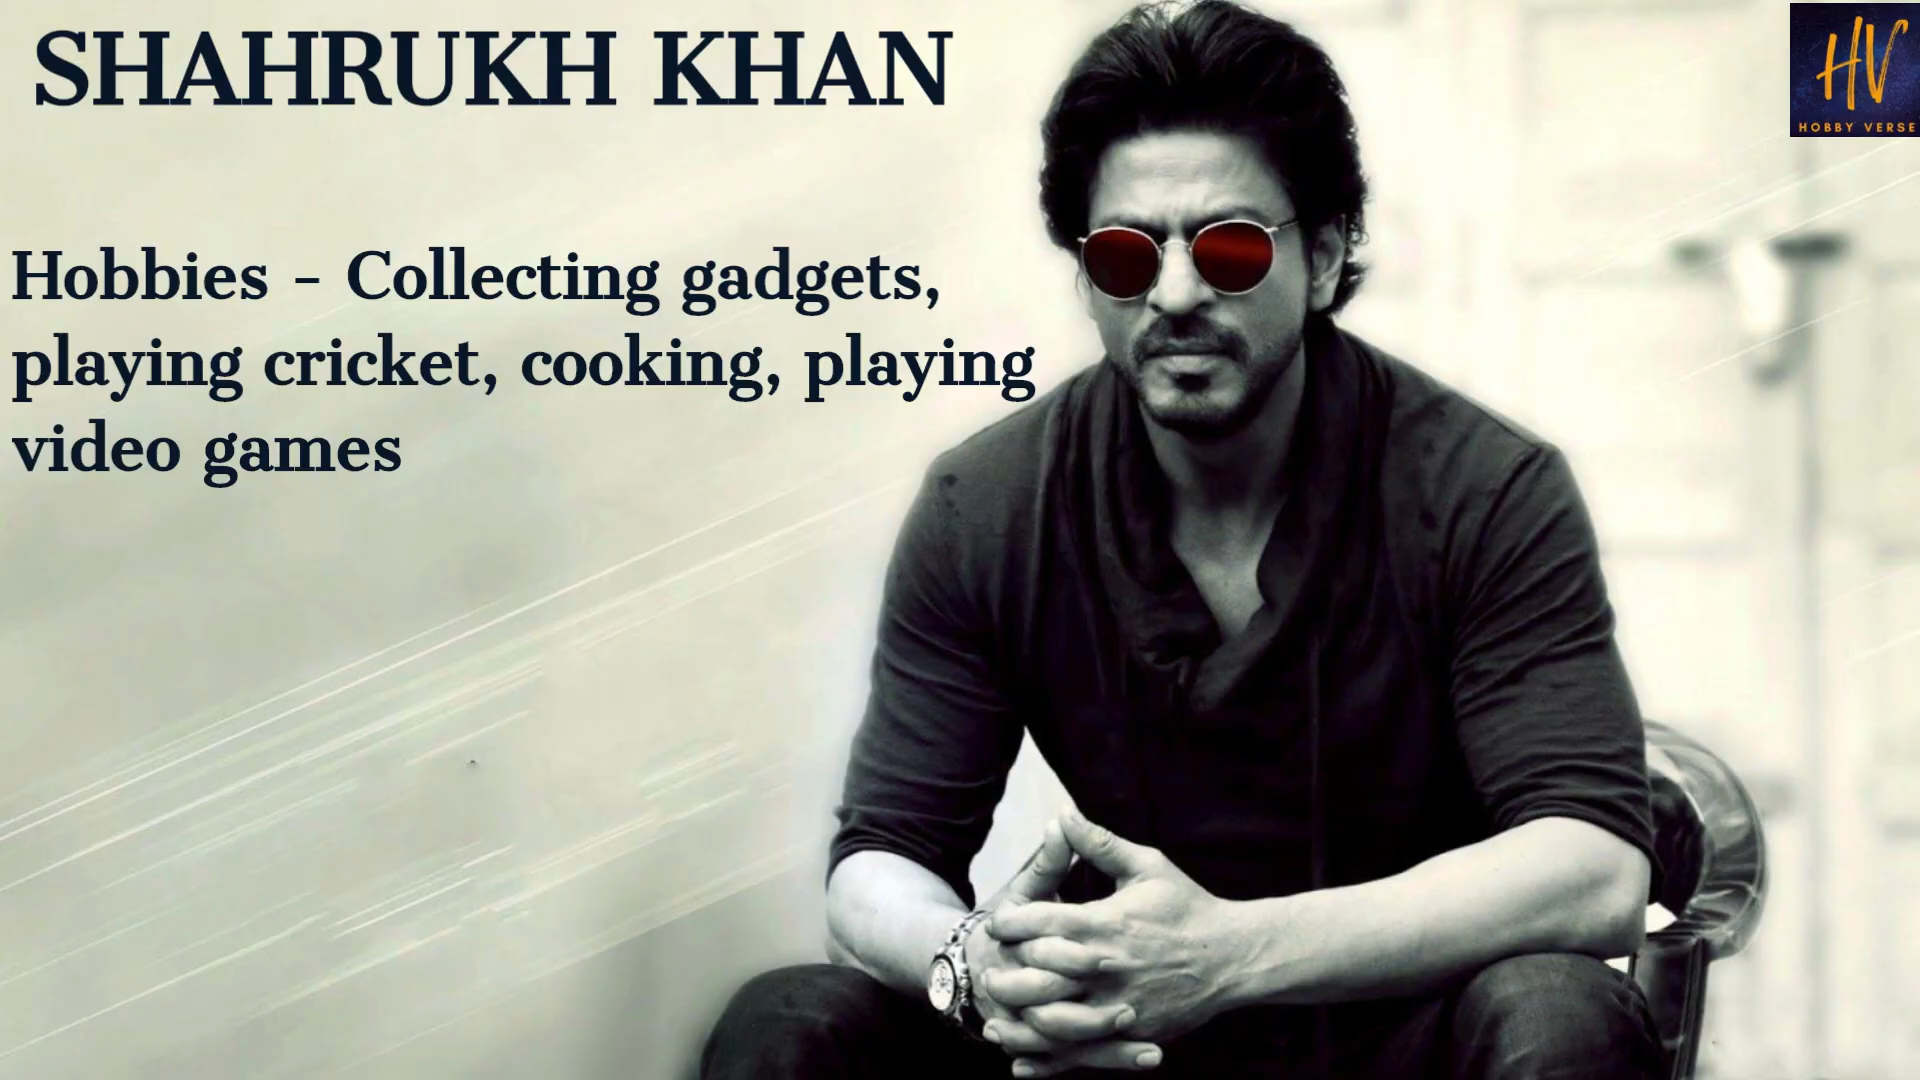 SHAHRUKH KHAN
HV
HOBBY VERSE
Hobbies - Collecting gadgets,
playing cricket, cooking, playing
video games